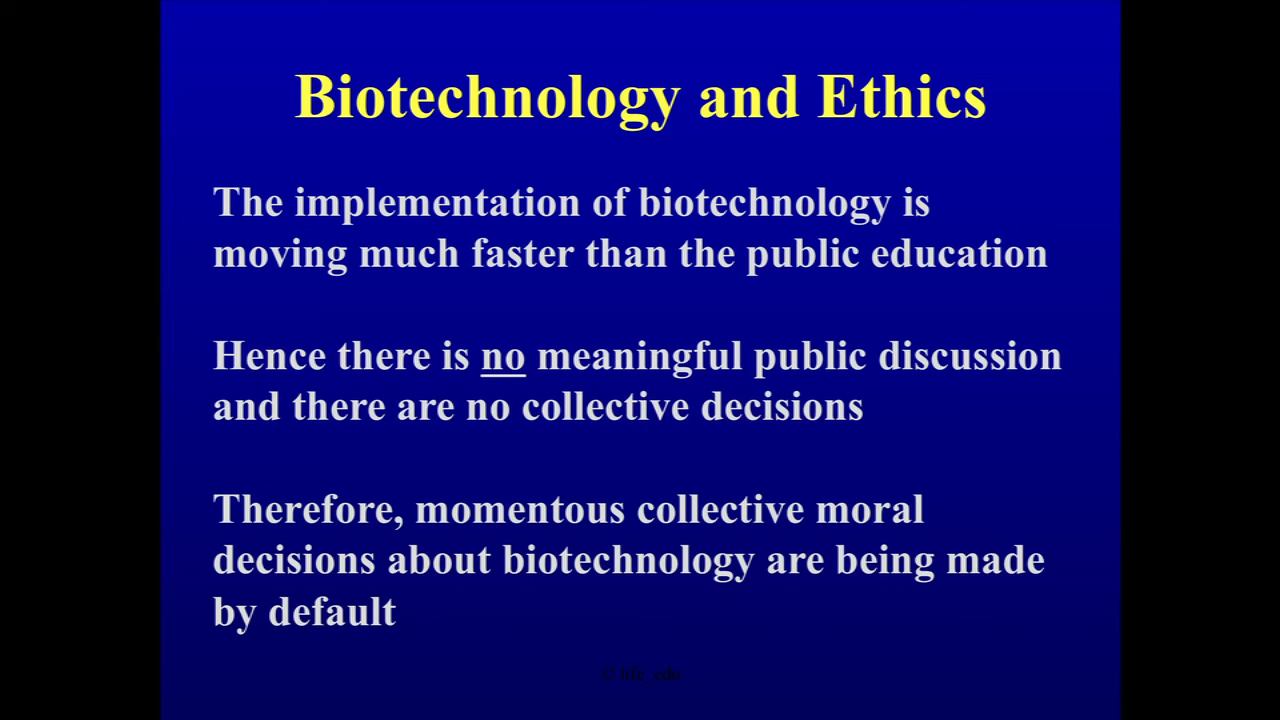 Biotechnology and Ethics
The implementation of biotechnology is
moving much faster than the public education
Hence there is no meaningful public discussion
and there are no collective decisions
Therefore, momentous collective moral
decisions about biotechnology are being made
by default